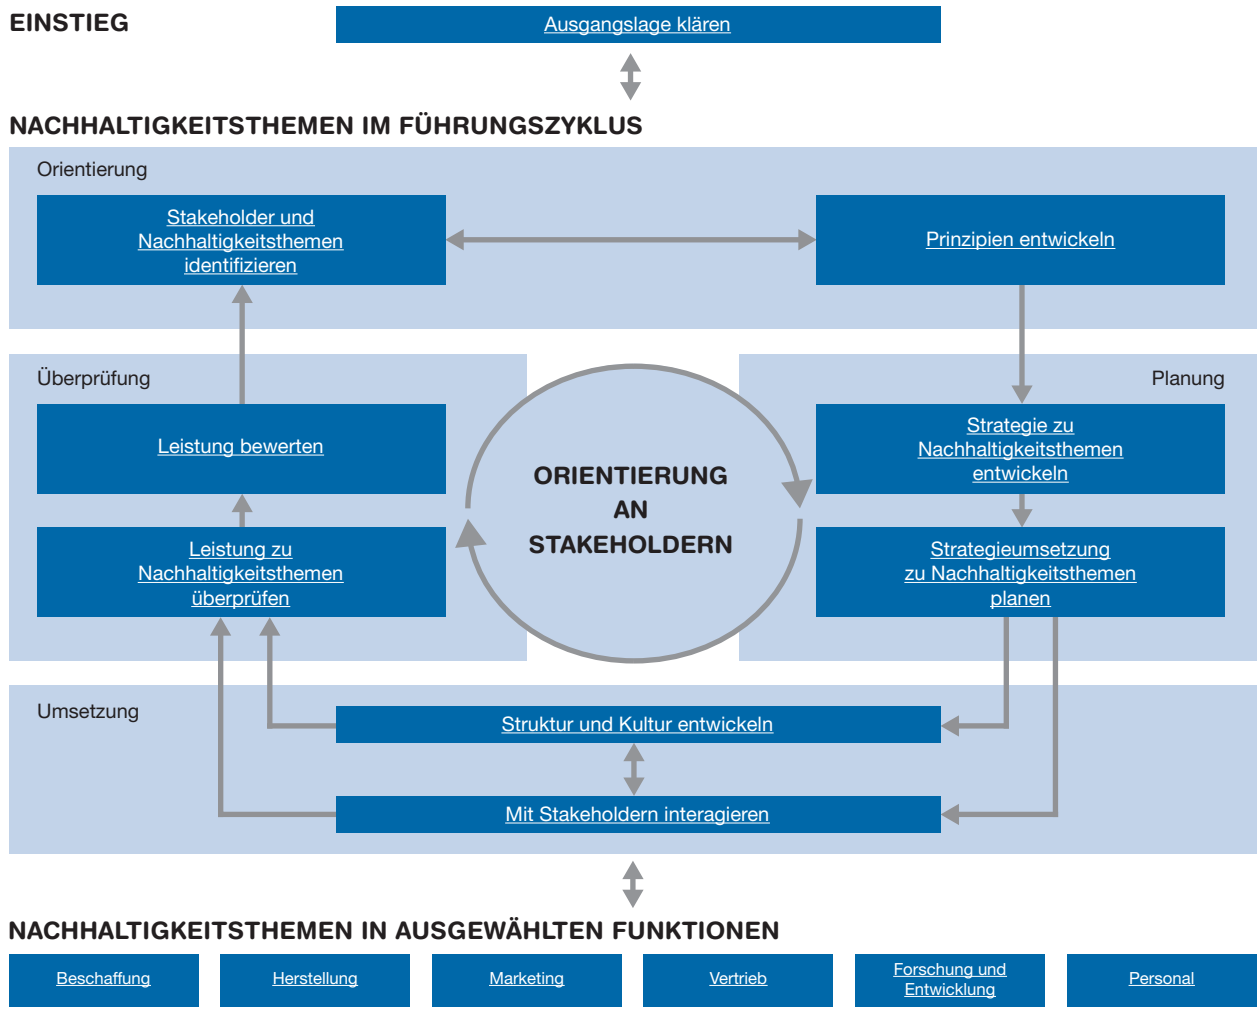 EINSTIEG
Ausgangslage klären
NACHHALTIGKEITSTHEMEN IM FÜHRUNGSZYKLUS
Orientierung
Stakeholder und
Nachhaltigkeitsthemen
identifizieren
Prinzipien entwickeln
Überprüfung
Planung
Leistung bewerten
Strategie zu
Nachhaltigkeitsthemen
entwickeln
ORIENTIERUNG
AN
STAKEHOLDERN
Leistung zu
Nachhaltigkeitsthemen
überprüfen
Strategieumsetzung
zu Nachhaltigkeitsthemen
planen
Umsetzung
Struktur und Kultur entwickeln
Mit Stakeholdern interagieren
NACHHALTIGKEITSTHEMEN IN AUSGEWÄHLTEN FUNKTIONEN
Beschaffung
Herstellung
Marketing
Vertrieb
Forschung und
Entwicklung
Personal